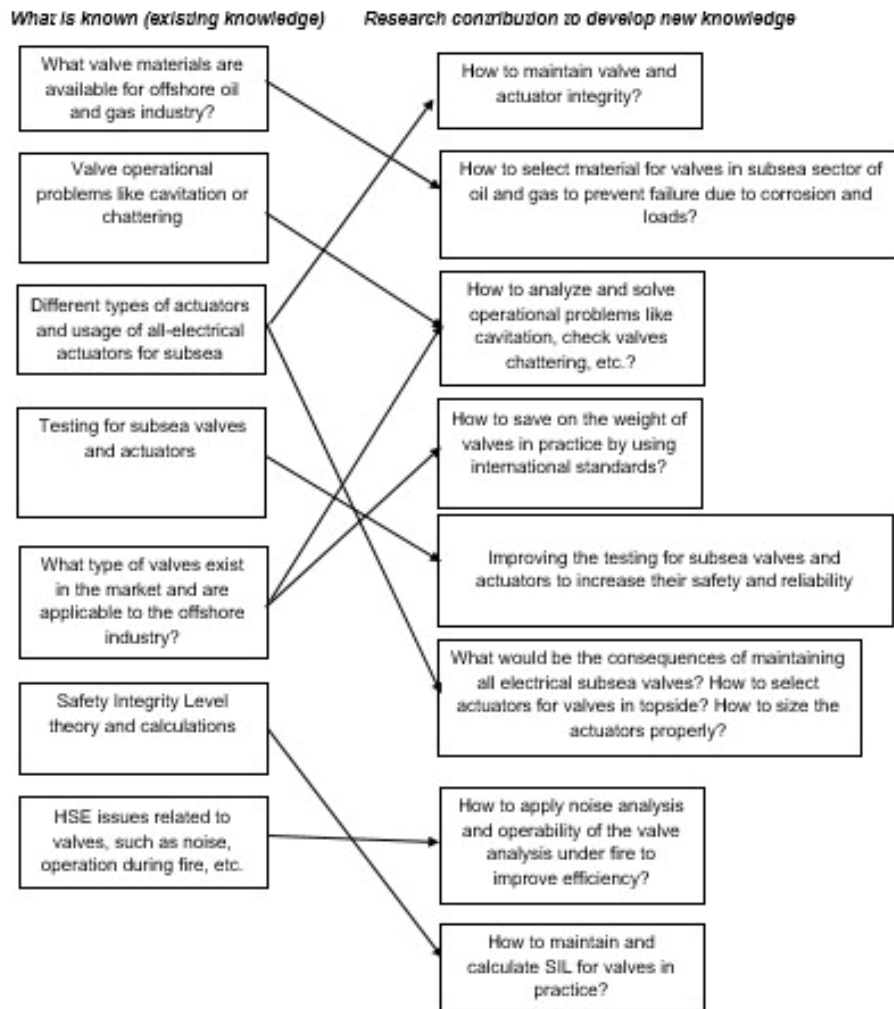 What is known (existing knowledge)
Research contribution to develop new knowledge
What valve materials are
available for offshore oil
and gas industry?
Valve operational
problems like cavitation or
chattering
Different types of actuators
and usage of all-electrical
actuators for subsea
Testing for subsea valves
and actuators
What type of valves exist
in the market and are
applicable to the offshore
industry?
Safety Integrity Level
theory and calculations
HSE issues related to
valves, such as noise,
operation during fire, etc.
How to maintain valve and
actuator integrity?
How to select material for valves in subsea sector of
oil and gas to prevent failure due to corrosion and
loads?
How to analyze and solve
operational problems like
cavitation, check valves
chattering, etc.?
How to save on the weight of
valves in practice by using
international standards?
Improving the testing for subsea valves and
actuators to increase their safety and reliability
What would be the consequences of maintaining
all electrical subsea valves? How to select
actuators for valves in topside? How to size the
actuators properly?
How to apply noise analysis
and operability of the valve
analysis under fire to
improve efficiency?
How to maintain and
calculate SIL for valves in
practice?